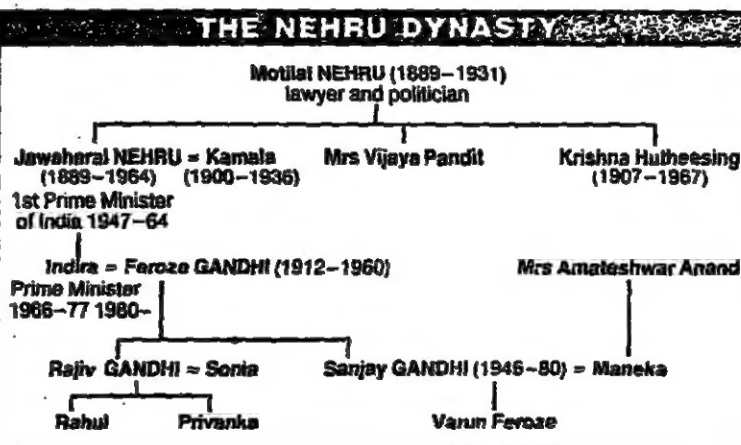 THE NEHRU DYNASTY
Motilal NEHRU (1889–1931)
lawyer and politician
Jawaharal NEHRU = Kamala
(1889–1964) (1900–1936)
1st Prime Minister
of India 1947–64
Mrs Vijaya Pandit
Krishna Hutheesing
(1907–1967)
Indira = Feroze GANDHI (1912–1960)
Prime Minister
1966–77 1980–
Mrs Amateshwar Anand
Rajiv GANDHI = Sonia
Sanjay GANDHI (1946–80) = Maneka
Rahul
Privanka
Varun Feroze